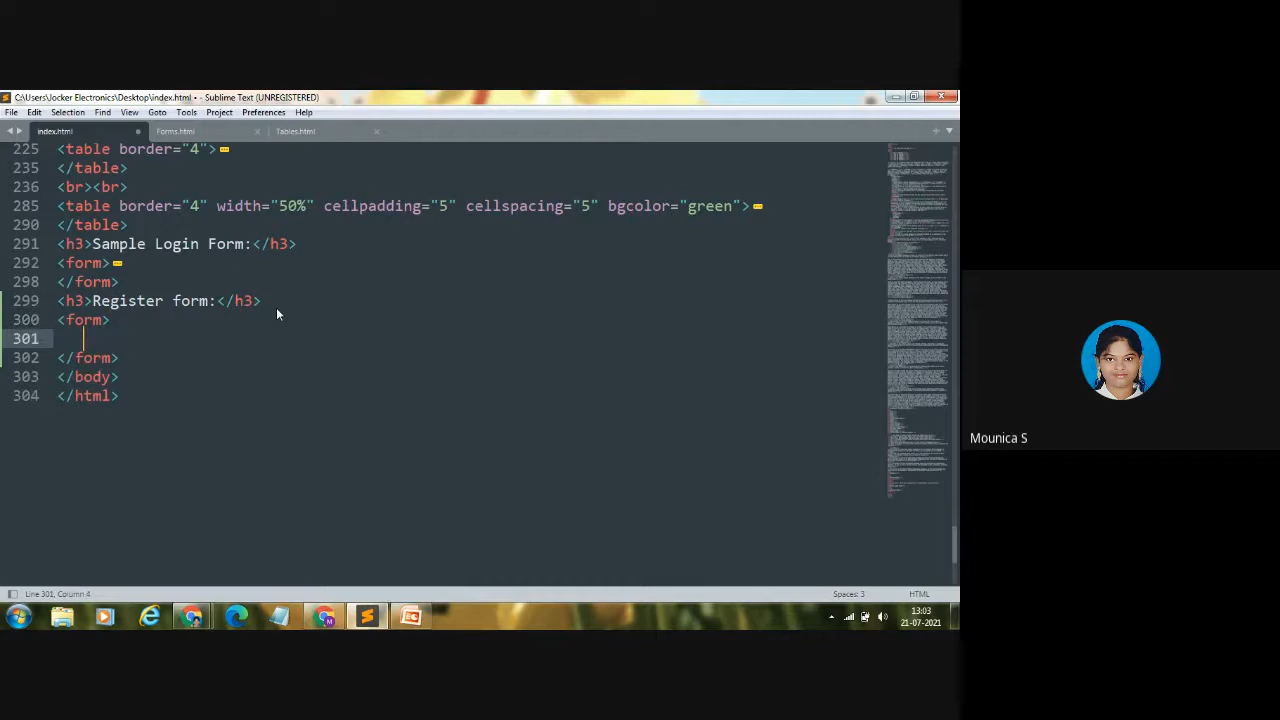 C:\Users\Jocker Electronics\Desktop\index.html • - Sublime Text (UNREGISTERED)
File Edit Selection Find View Goto Tools Project Preferences Help
index.html Forms.html Tables.html
225 <table border="4">
235 </table>
236 <br><br>
285 <table border="4" width="50%" cellpadding="5" cellspacing="5" bgcolor="green">
290 </table>
291 <h3>Sample Login Form:</h3>
292 <form>
298 </form>
299 <h3>Register form:</h3>
300 <form>
301
302 </form>
303 </body>
304 </html>
Mounica S
Line 301, Column 4 Spaces: 3 HTML
13:03
21-07-2021